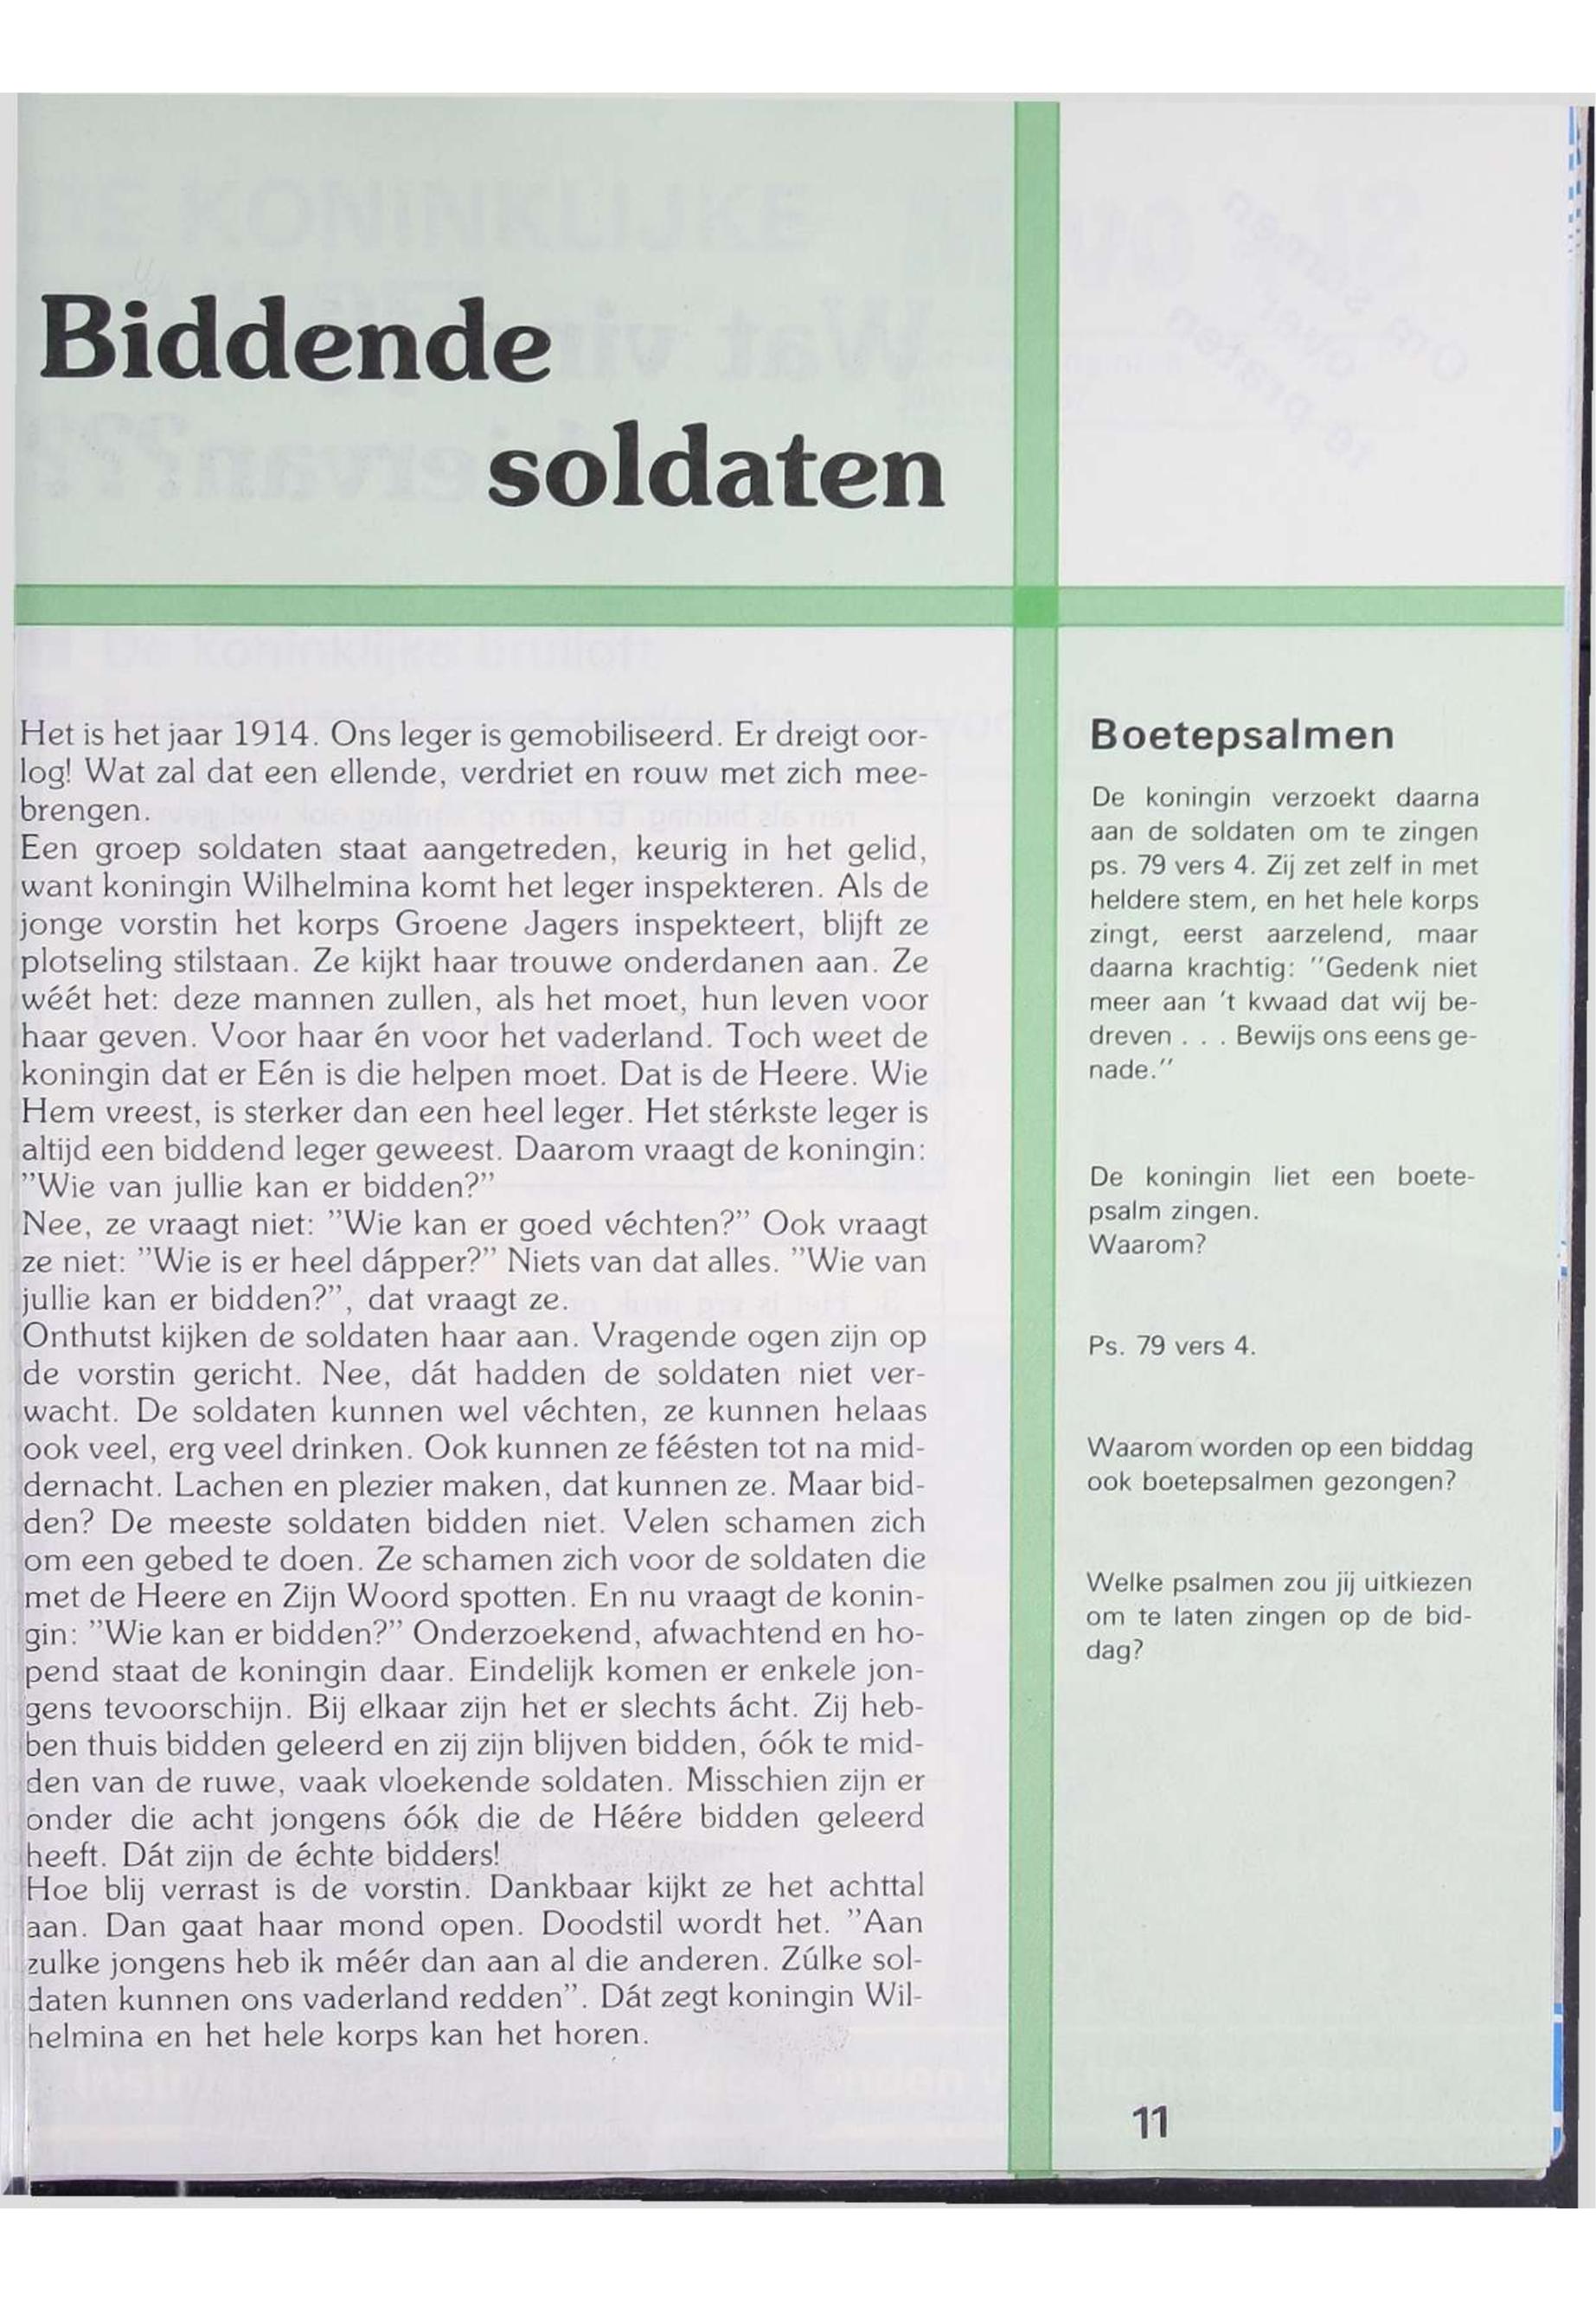 Biddende
soldaten
Het is het jaar 1914. Ons leger is gemobiliseerd. Er dreigt oor-
log! Wat zal dat een ellende, verdriet en rouw met zich mee-
brengen.
Een groep soldaten staat aangetreden, keurig in het gelid,
want koningin Wilhelmina komt het leger inspekteren. Als de
jonge vorstin het korps Groene Jagers inspekteert, blijft ze
plotseling stilstaan. Ze kijkt haar trouwe onderdanen aan. Ze
wéét het: deze mannen zullen, als het moet, hun leven voor
haar geven. Voor haar én voor het vaderland. Toch weet de
koningin dat er Eén is die helpen moet. Dat is de Heere. Wie
Hem vreest, is sterker dan een heel leger. Het stérkste leger is
altijd een biddend leger geweest. Daarom vraagt de koningin:
"Wie van jullie kan er bidden?"
Nee, ze vraagt niet: "Wie kan er goed véchten?" Ook vraagt
ze niet: "Wie is er heel dápper?" Niets van dat alles. "Wie van
jullie kan er bidden?", dat vraagt ze.
Onthutst kijken de soldaten haar aan. Vragende ogen zijn op
de vorstin gericht. Nee, dát hadden de soldaten niet ver-
wacht. De soldaten kunnen wel véchten, ze kunnen helaas
ook veel, erg veel drinken. Ook kunnen ze féésten tot na mid-
dernacht. Lachen en plezier maken, dat kunnen ze. Maar bid-
den? De meeste soldaten bidden niet. Velen schamen zich
om een gebed te doen. Ze schamen zich voor de soldaten die
met de Heere en Zijn Woord spotten. En nu vraagt de konin-
gin: "Wie kan er bidden?" Onderzoekend, afwachtend en ho-
pend staat de koningin daar. Eindelijk komen er enkele jon-
gens tevoorschijn. Bij elkaar zijn het er slechts ácht. Zij heb-
ben thuis bidden geleerd en zij zijn blijven bidden, óók te mid-
den van de ruwe, vaak vloekende soldaten. Misschien zijn er
onder die acht jongens óók die de Héére bidden geleerd
heeft. Dát zijn de échte bidders!
Hoe blij verrast is de vorstin. Dankbaar kijkt ze het achttal
aan. Dan gaat haar mond open. Doodstil wordt het. "Aan
zulke jongens heb ik méér dan aan al die anderen. Zúlke sol-
daten kunnen ons vaderland redden". Dát zegt koningin Wil-
helmina en het hele korps kan het horen.
Boetepsalmen
De koningin verzoekt daarna
aan de soldaten om te zingen
ps. 79 vers 4. Zij zet zelf in met
heldere stem, en het hele korps
zingt, eerst aarzelend, maar
daarna krachtig: "Gedenk niet
meer aan 't kwaad dat wij be-
dreven . . . Bewijs ons eens ge-
nade."
De koningin liet een boete-
psalm zingen.
Waarom?
Ps. 79 vers 4.
Waarom worden op een biddag
ook boetepsalmen gezongen?
Welke psalmen zou jij uitkiezen
om te laten zingen op de bid-
dag?
11